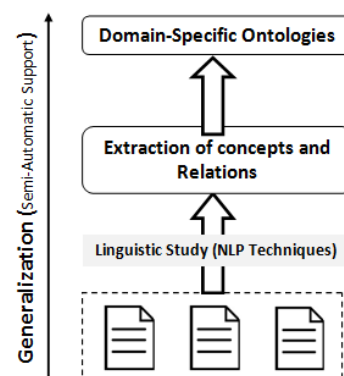 Domain-Specific Ontologies
Extraction of concepts and
Relations
Linguistic Study (NLP Techniques)
Generalization (Semi-Automatic Support)